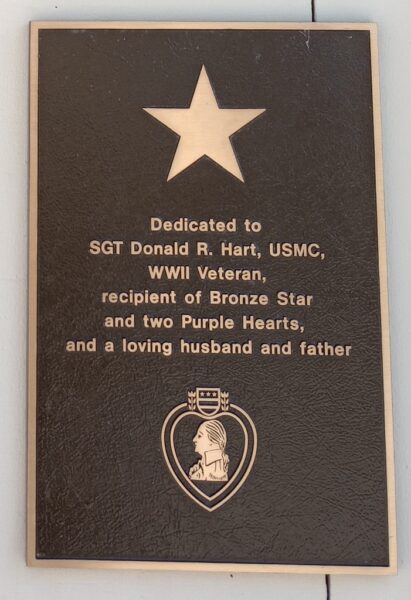 Dedicated to
SGT Donald R. Hart, USMC,
WWII Veteran,
recipient of Bronze Star
and two Purple Hearts,
and a loving husband and father